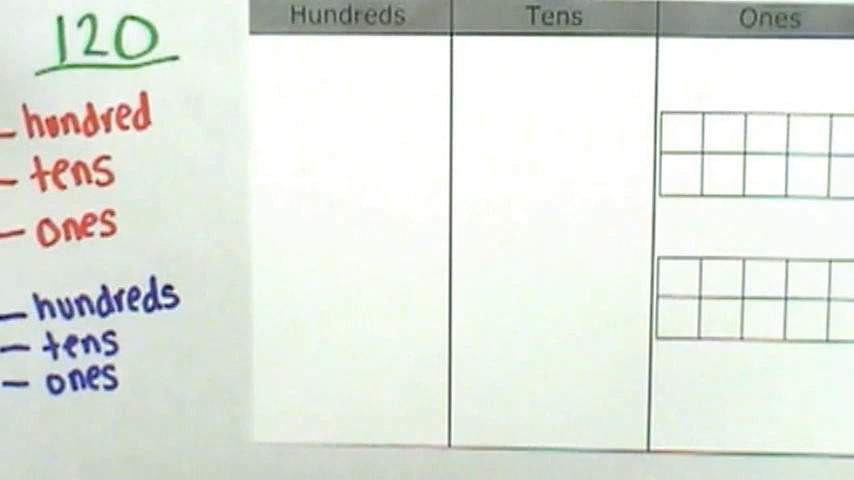 120
— hundred
— tens
— ones
— hundreds
— tens
— ones
Hundreds Tens Ones